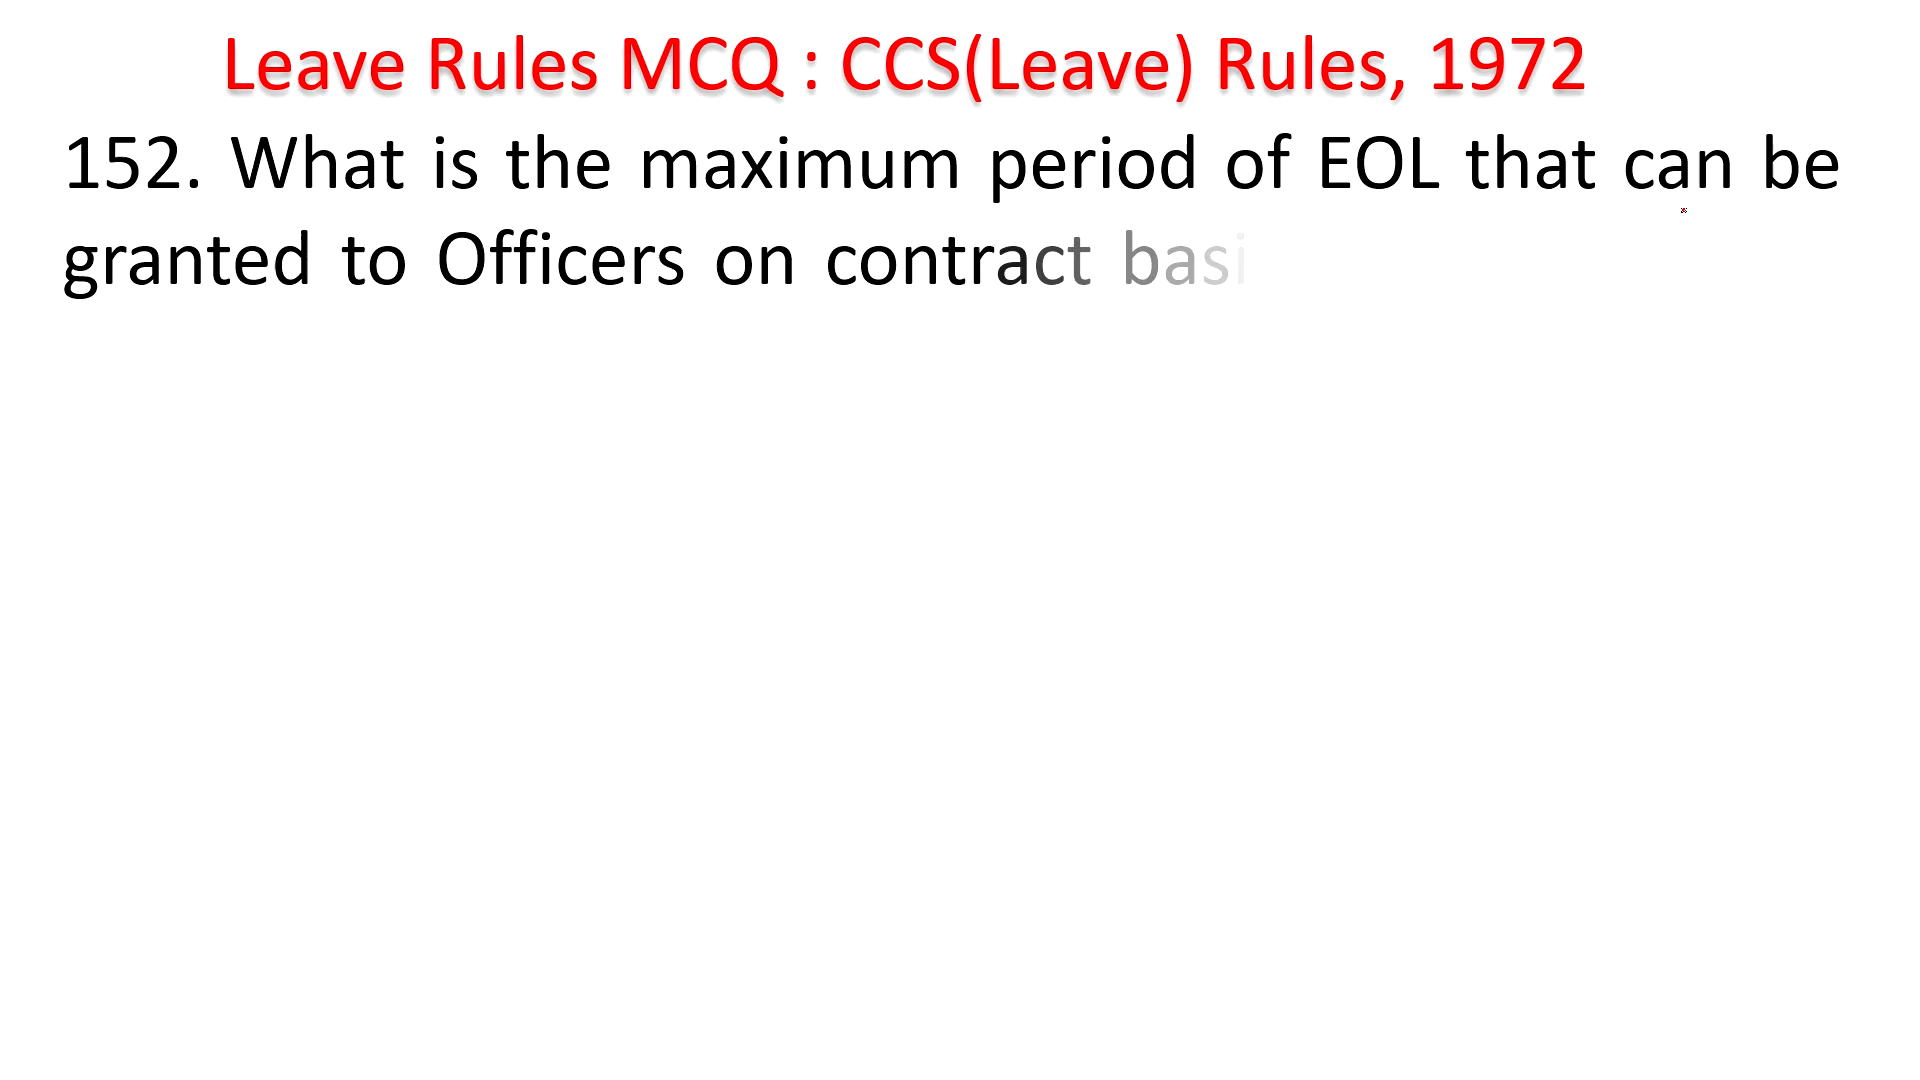 Leave Rules MCQ : CCS(Leave) Rules, 1972
152. What is the maximum period of EOL that can be
granted to Officers on contract basi